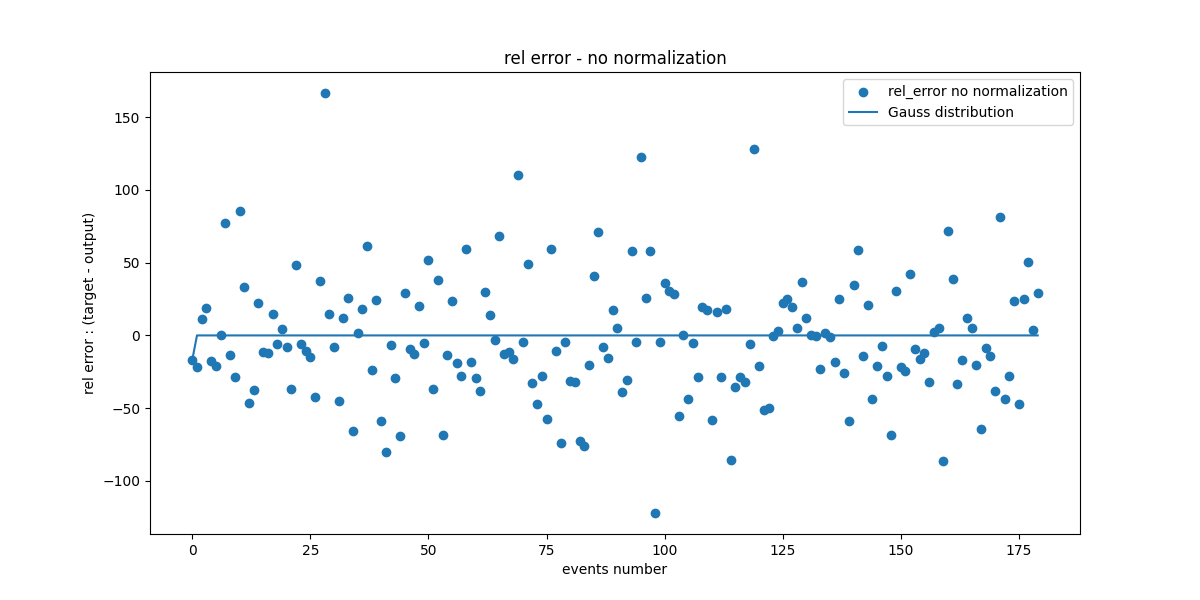 rel error - no normalization
rel_error no normalization
Gauss distribution
rel error : (target - output)
150
100
50
0
−50
−100
0 25 50 75 100 125 150 175
events number